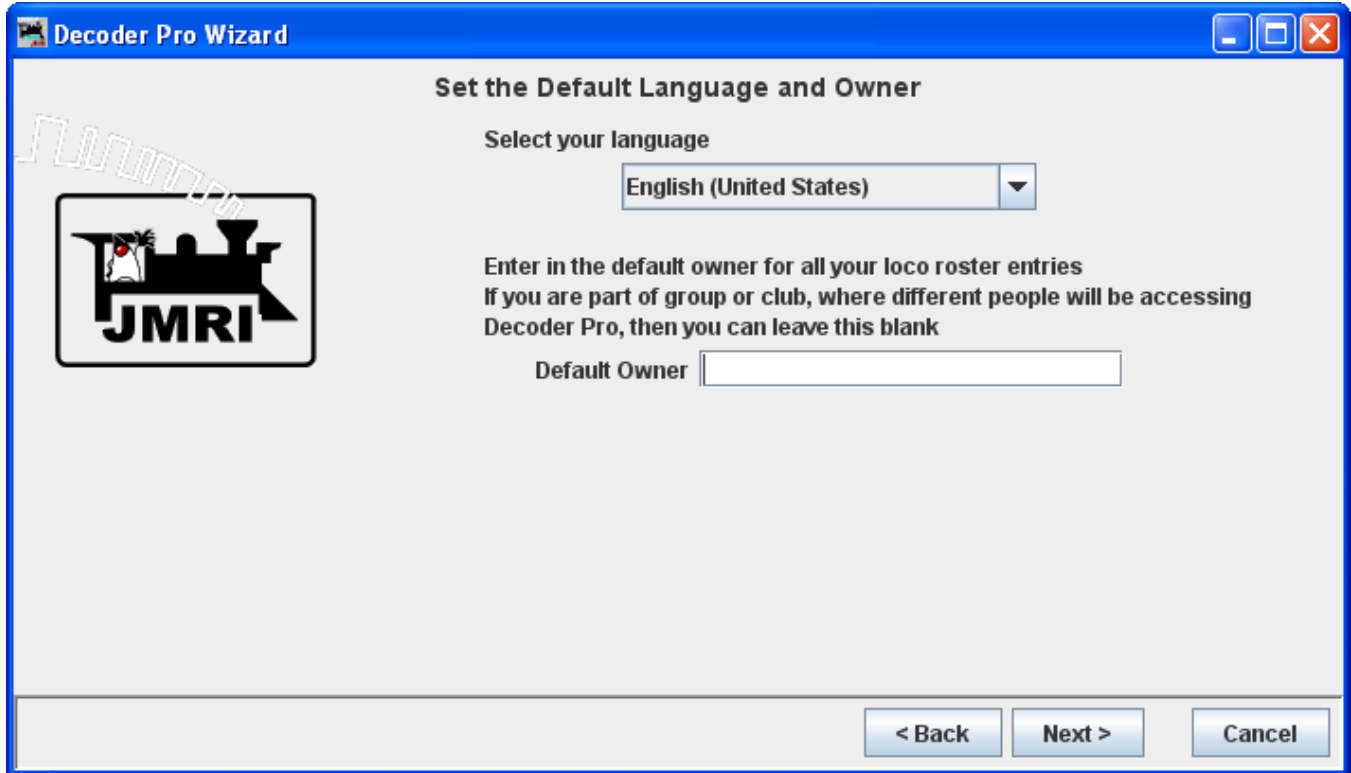 Decoder Pro Wizard
Set the Default Language and Owner
Select your language
English (United States)
Enter in the default owner for all your loco roster entries
If you are part of group or club, where different people will be accessing
Decoder Pro, then you can leave this blank
Default Owner
JMRI
< Back Next > Cancel